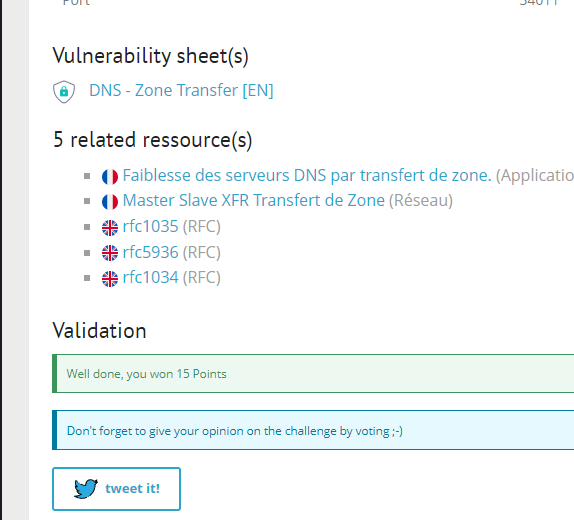 Port 54011
Vulnerability sheet(s)
DNS - Zone Transfer [EN]
5 related ressource(s)
Faiblesse des serveurs DNS par transfert de zone. (Applicatio
Master Slave XFR Transfert de Zone (Réseau)
rfc1035 (RFC)
rfc5936 (RFC)
rfc1034 (RFC)
Validation
Well done, you won 15 Points
Don't forget to give your opinion on the challenge by voting ;-)
tweet it!